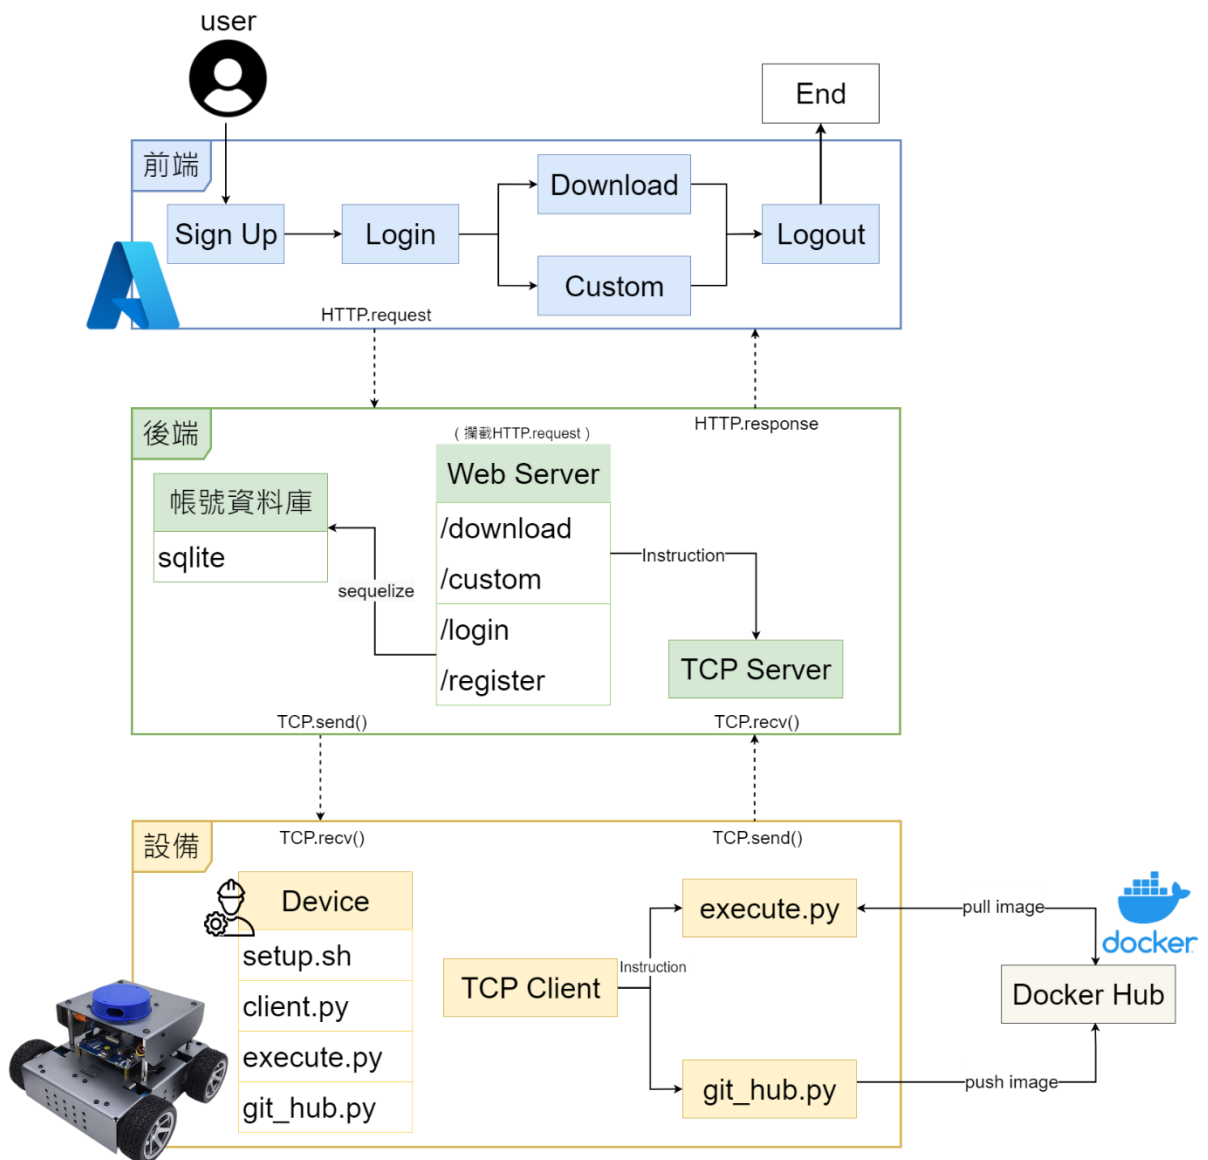 user
End
前端
Download
Sign Up
Login
Logout
Custom
HTTP.request
HTTP.response
後端
（攔截HTTP.request）
Web Server
帳號資料庫
/download
sqlite
Instruction
/custom
sequelize
/login
TCP Server
/register
TCP.send()
TCP.recv()
設備
TCP.recv()
TCP.send()
Device
execute.py
pull image
docker
setup.sh
Instruction
TCP Client
Docker Hub
client.py
execute.py
git_hub.py
push image
git_hub.py